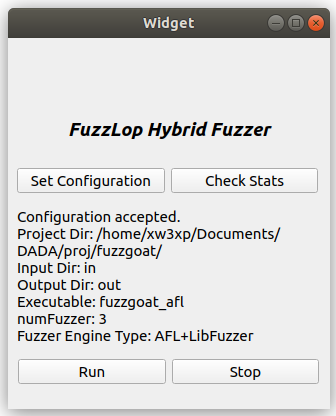 Widget
FuzzLop Hybrid Fuzzer
Set Configuration
Check Stats
Configuration accepted.
Project Dir: /home/w3xp/Documents/
DADA/proj/fuzzgoat/
Input Dir: in
Output Dir: out
Executable: fuzzgoat_afl
numFuzzer: 3
Fuzzer Engine Type: AFL+LibFuzzer
Run
Stop